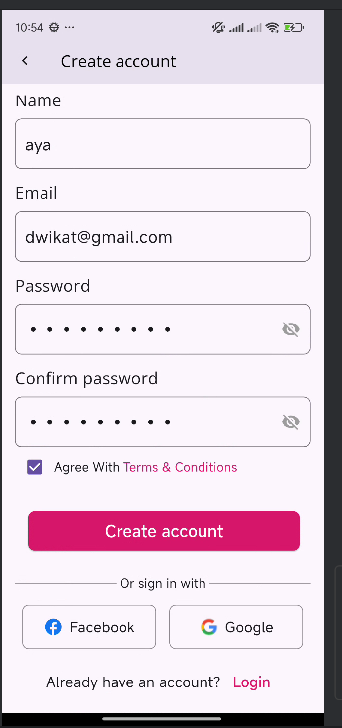 10:54
Create account
Name
aya
Email
dwikat@gmail.com
Password
• • • • • • • • •
Confirm password
• • • • • • • • •
Agree With Terms & Conditions
Create account
Or sign in with
Facebook Google
Already have an account? Login